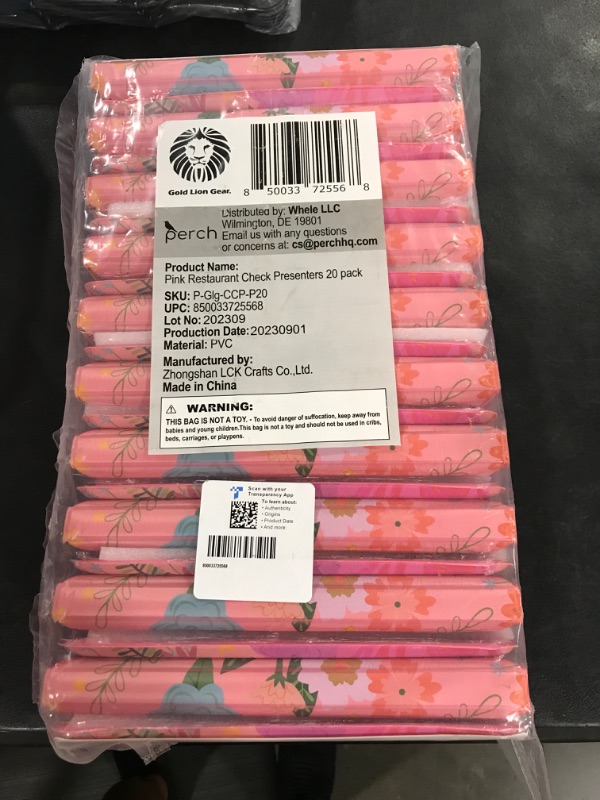 Gold Lion Gear.
8 50033 72556 8
perch
Distributed by: Whele LLC
Wilmington, DE 19801
Email us with any questions
or concerns at: cs@perchhq.com
Product Name:
Pink Restaurant Check Presenters 20 pack
SKU: P-Glg-CCP-P20
UPC: 850033725568
Lot No: 202309
Production Date:20230901
Material: PVC
Manufactured by:
Zhongshan LCK Crafts Co.,Ltd.
Made in China
WARNING:
THIS BAG IS NOT A TOY. - To avoid danger of suffocation, keep away from
babies and young children.This bag is not a toy and should not be used in cribs,
beds, carriages, or playpens.
Scan with your
Transparency App
To learn about:
• Authenticity
• Origins
• Product Date
• And more
850033725568